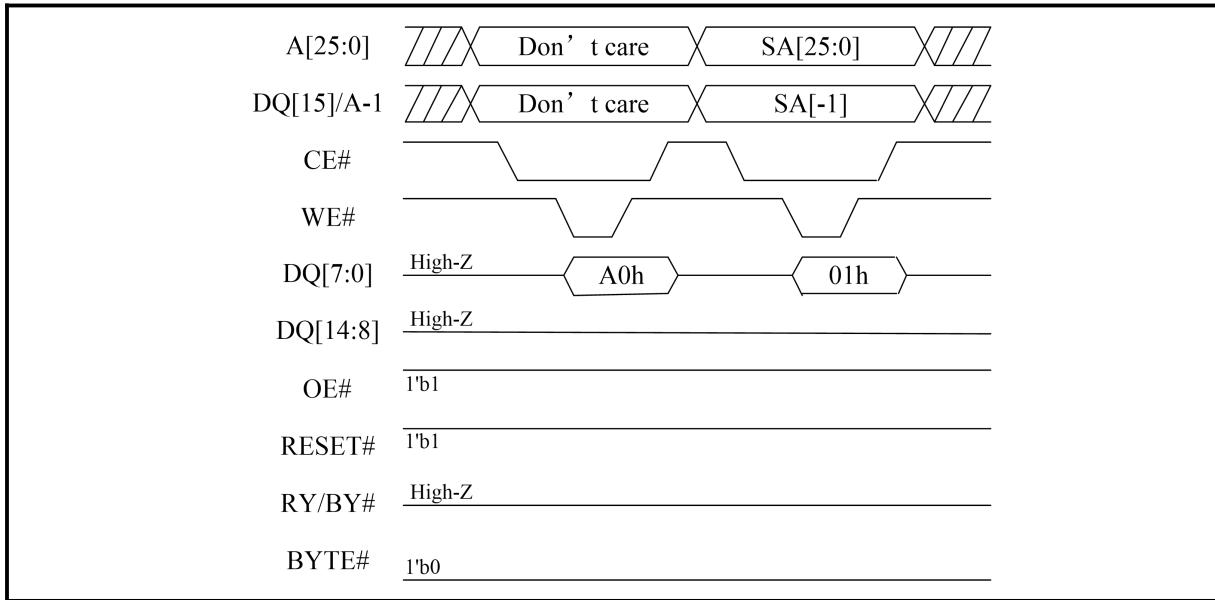 A[25:0] Don’t care SA[25:0]
DQ[15]/A-1 Don’t care SA[-1]
CE#
WE#
DQ[7:0] High-Z A0h 01h
DQ[14:8] High-Z
OE# 1'b1
RESET# 1'b1
RY/BY# High-Z
BYTE# 1'b0